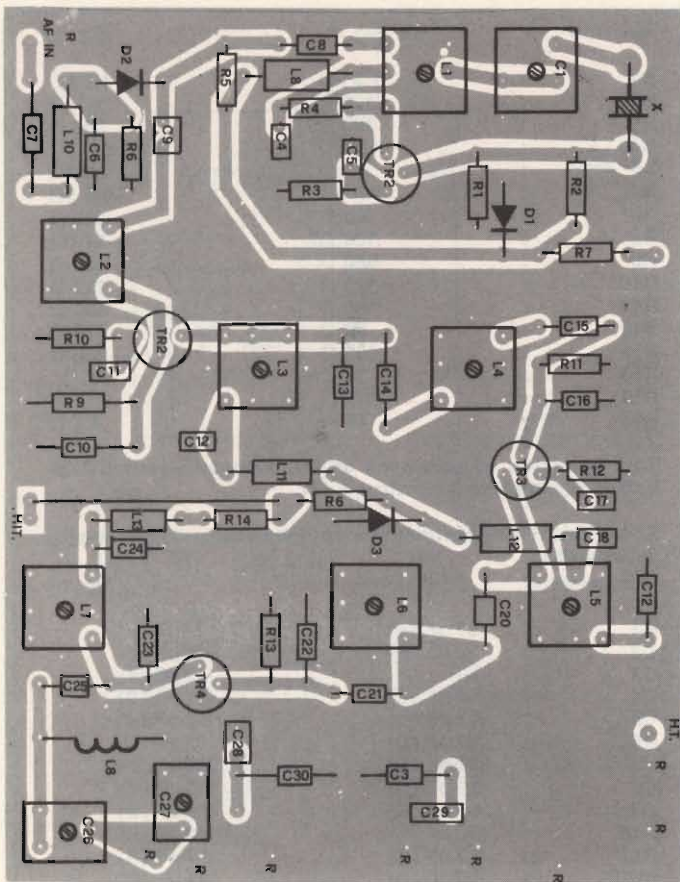 AF IN
R
D2
C8
R5
L8
L1
C1
X
C7
L10
C6
R6
C9
R4
C4
C5
TR2
R3
R1
D1
R2
R7
L2
R10
TR2
C11
L3
C13
C14
L4
C15
R11
C16
R9
C10
C12
L11
TR3
R12
C17
HT.
L13
R14
R6
D3
L12
C18
C24
L7
C23
R13
C22
L6
C20
L5
C12
C25
TR4
C21
L8
C28
C30
C3
C29
HT.
R
R
C26
C27
R
R
R
R
R
R